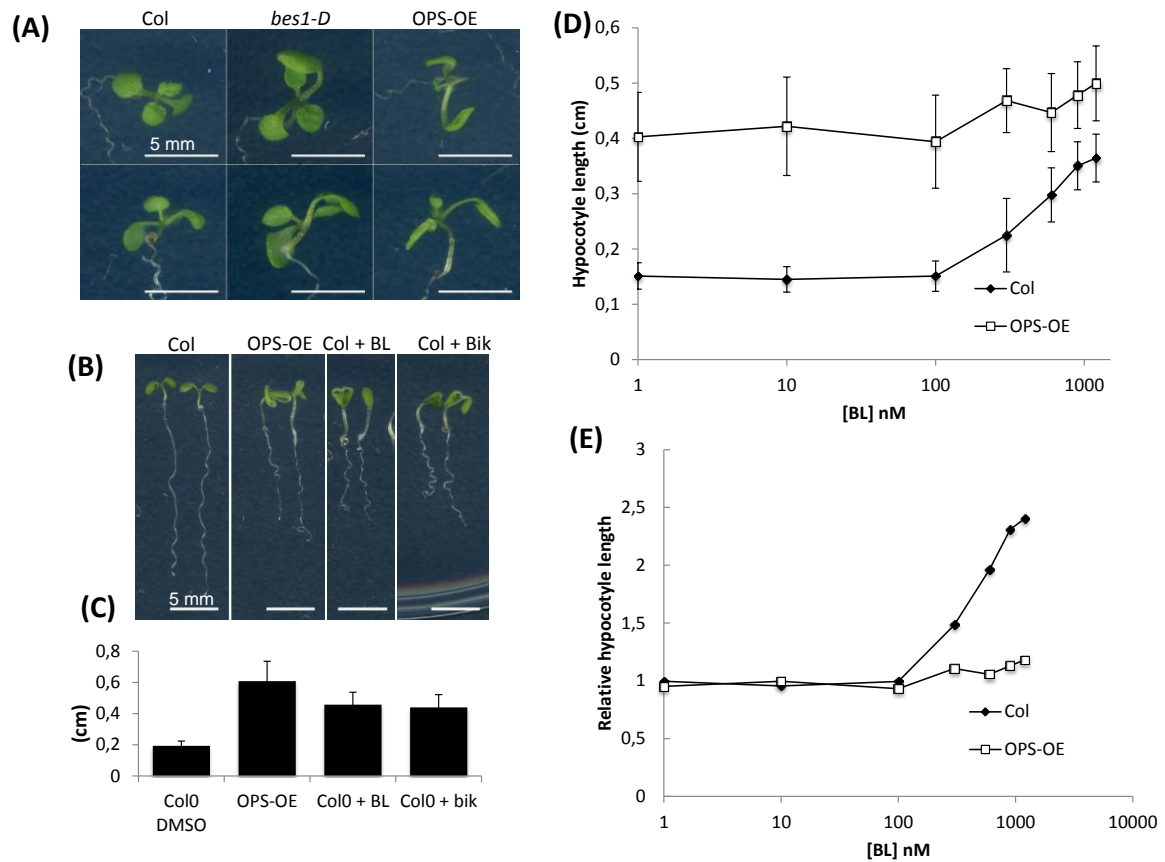 (A)
Col bes1-D OPS-OE
5 mm
(B)
Col OPS-OE Col + BL Col + Bik
5 mm
(C)
(cm)
0,8
0,6
0,4
0,2
0
Col0 DMSO
OPS-OE
Col0 + BL
Col0 + bik
(D)
Hypocotyle length (cm)
0,6
0,5
0,4
0,3
0,2
0,1
0
Col
OPS-OE
1 10 100 1000
[BL] nM
(E)
Relative hypocotyle length
3
2,5
2
1,5
1
0,5
0
Col
OPS-OE
1 10 100 1000 10000
[BL] nM